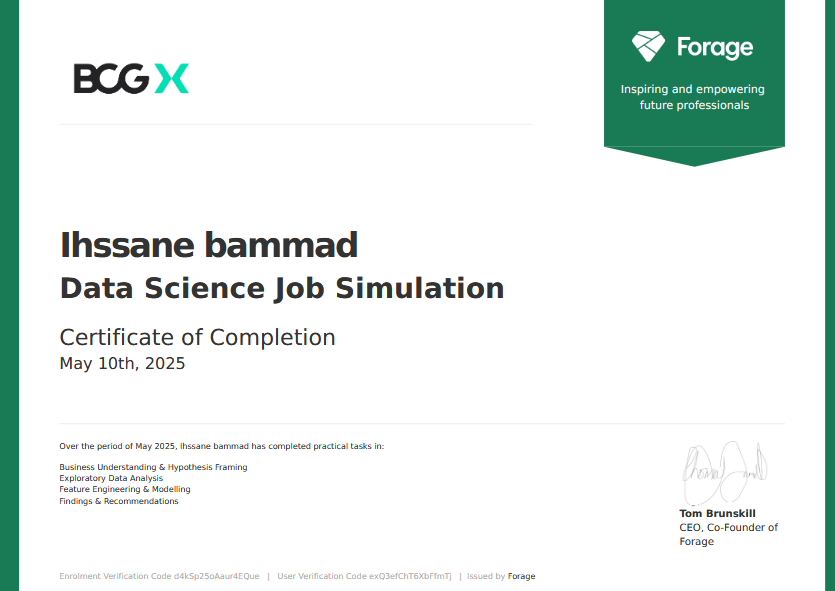 BCG X
Forage
Inspiring and empowering
future professionals
Ihssane bammad
Data Science Job Simulation
Certificate of Completion
May 10th, 2025
Over the period of May 2025, Ihssane bammad has completed practical tasks in:
Business Understanding & Hypothesis Framing
Exploratory Data Analysis
Feature Engineering & Modelling
Findings & Recommendations
Tom Brunskill
CEO, Co-Founder of
Forage
Enrolment Verification Code d4kSp25oAaur4EQue | User Verification Code exQ3efChT6XbFfmTj | Issued by Forage